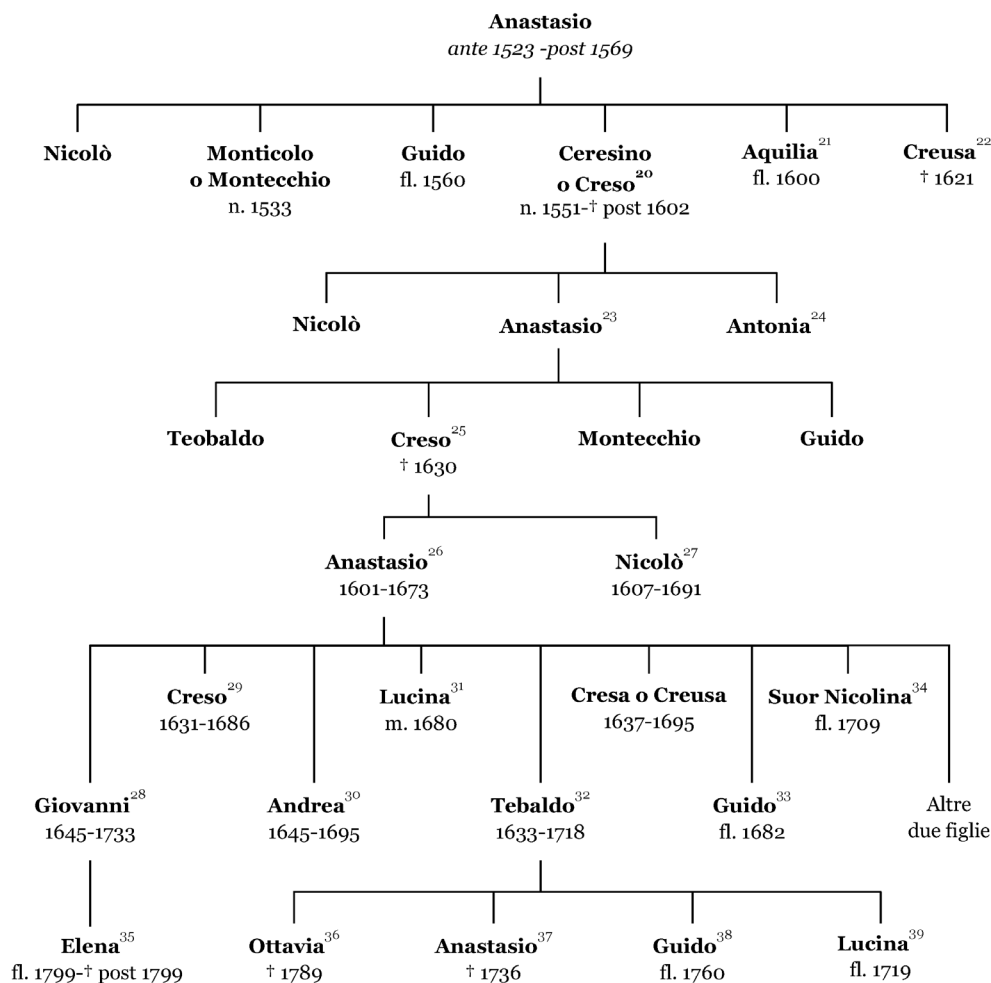 Anastasio
ante 1523 -post 1569
Nicolò
Monticolo
o Montecchio
n. 1533
Guido
fl. 1560
Ceresino
o Creso20
n. 1551-† post 1602
Aquilia21
fl. 1600
Creusa22
† 1621
Nicolò
Anastasio23
Antonia24
Teobaldo
Creso25
† 1630
Montecchio
Guido
Anastasio26
1601-1673
Nicolò27
1607-1691
Creso29
1631-1686
Lucina31
m. 1680
Cresa o Creusa
1637-1695
Suor Nicolina34
fl. 1709
Giovanni28
1645-1733
Andrea30
1645-1695
Tebaldo32
1633-1718
Guido33
fl. 1682
Altre
due figlie
Elena35
fl. 1799-† post 1799
Ottavia36
† 1789
Anastasio37
† 1736
Guido38
fl. 1760
Lucina39
fl. 1719